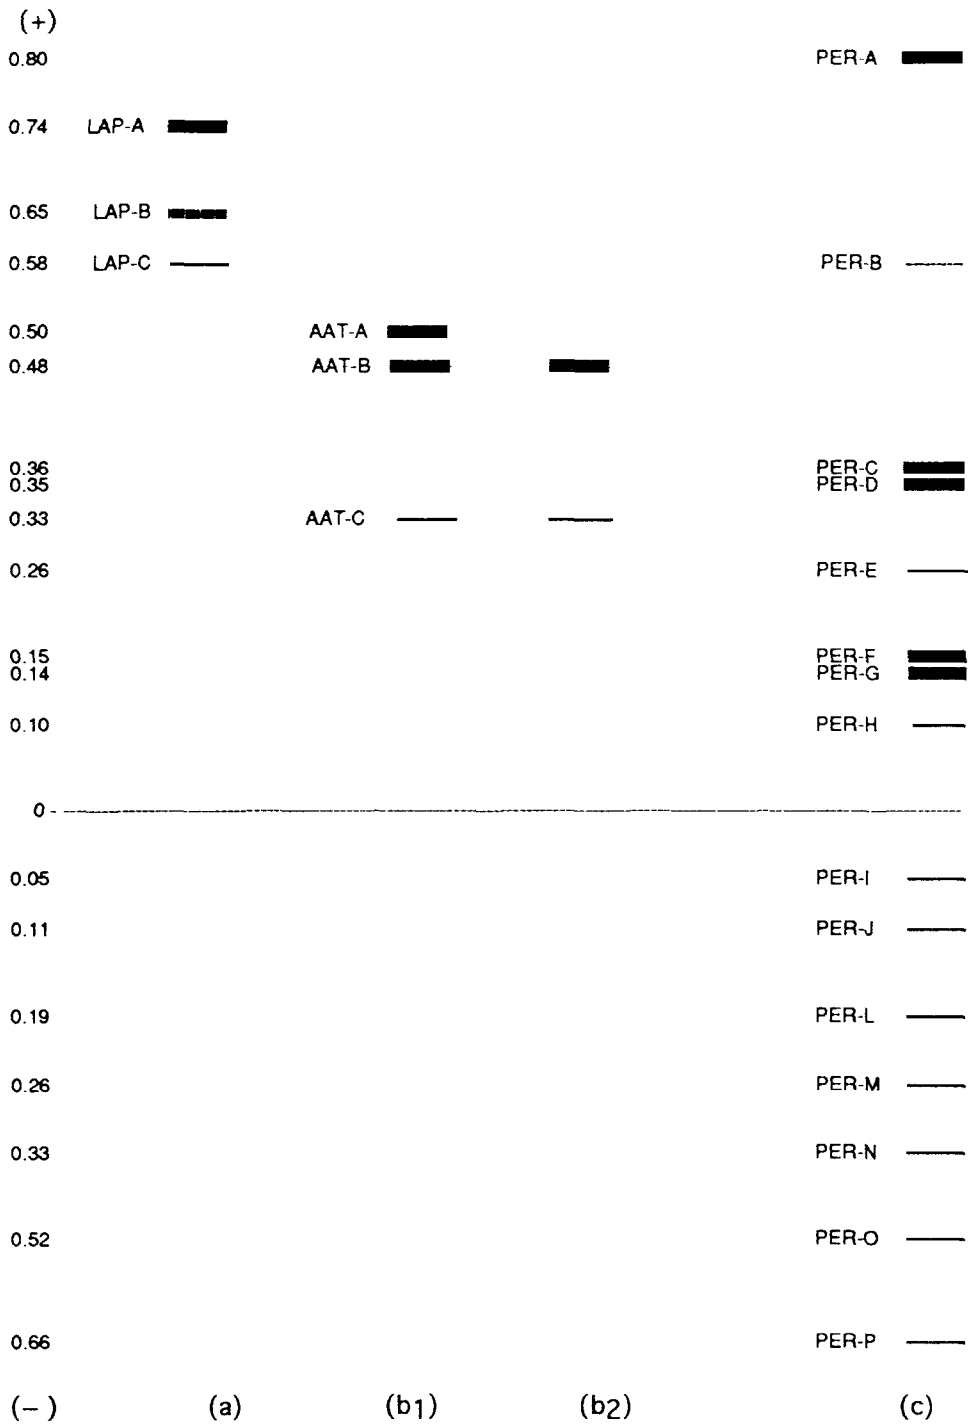 (+)
0.80 PER-A
0.74 LAP-A
0.65 LAP-B
0.58 LAP-C PER-B
0.50 AAT-A
0.48 AAT-B
0.36 PER-C
0.35 PER-D
0.33 AAT-C
0.26 PER-E
0.15 PER-F
0.14 PER-G
0.10 PER-H
0
0.05 PER-I
0.11 PER-J
0.19 PER-L
0.26 PER-M
0.33 PER-N
0.52 PER-O
0.66 PER-P
(-) (a) (b1) (b2) (c)